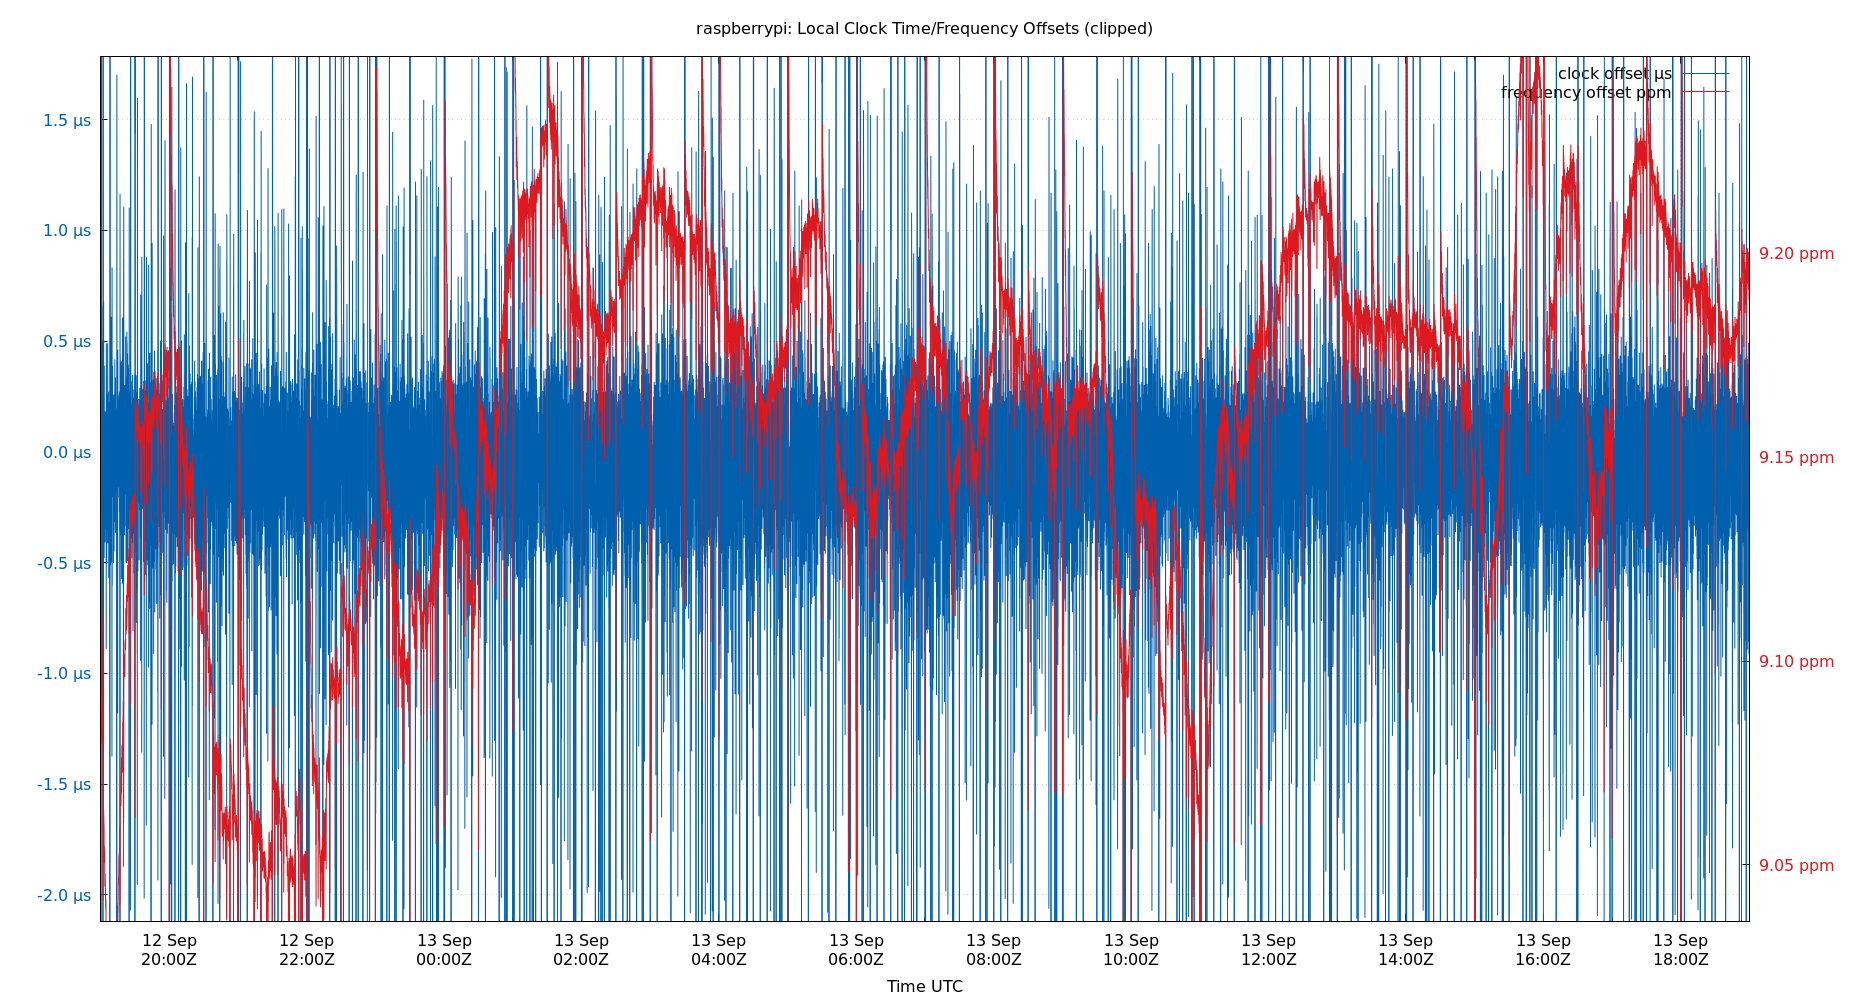 raspberrypi: Local Clock Time/Frequency Offsets (clipped)
clock offset µs
frequency offset ppm
1.5 µs
1.0 µs
0.5 µs
0.0 µs
-0.5 µs
-1.0 µs
-1.5 µs
-2.0 µs
9.20 ppm
9.15 ppm
9.10 ppm
9.05 ppm
12 Sep 12 Sep 13 Sep 13 Sep 13 Sep 13 Sep 13 Sep 13 Sep 13 Sep 13 Sep 13 Sep 13 Sep
20:00Z 22:00Z 00:00Z 02:00Z 04:00Z 06:00Z 08:00Z 10:00Z 12:00Z 14:00Z 16:00Z 18:00Z
Time UTC